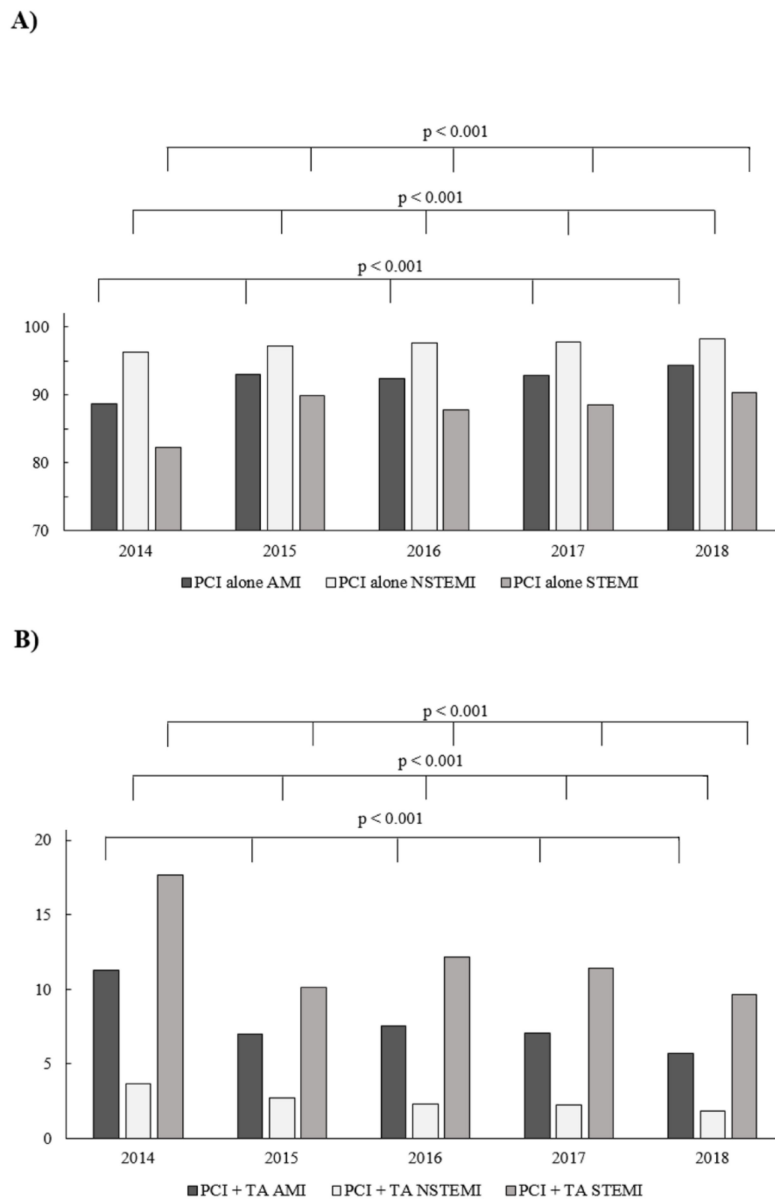 A)
p < 0.001
p < 0.001
p < 0.001
100
90
80
70
2014 2015 2016 2017 2018
PCI alone AMI PCI alone NSTEMI PCI alone STEMI
B)
p < 0.001
p < 0.001
p < 0.001
20
15
10
5
0
2014 2015 2016 2017 2018
PCI + TA AMI PCI + TA NSTEMI PCI + TA STEMI